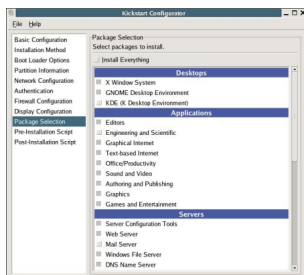 Kickstart Configurator
File Help
Basic Configuration
Installation Method
Boot Loader Options
Partition Information
Network Configuration
Authentication
Firewall Configuration
Display Configuration
Package Selection
Pre-Installation Script
Post-Installation Script
Package Selection
Select packages to install.
Install Everything
Desktops
X Window System
GNOME Desktop Environment
KDE (K Desktop Environment)
Applications
Editors
Engineering and Scientific
Graphical Internet
Text-based Internet
Office/Productivity
Sound and Video
Authoring and Publishing
Graphics
Games and Entertainment
Servers
Server Configuration Tools
Web Server
Mail Server
Windows File Server
DNS Name Server